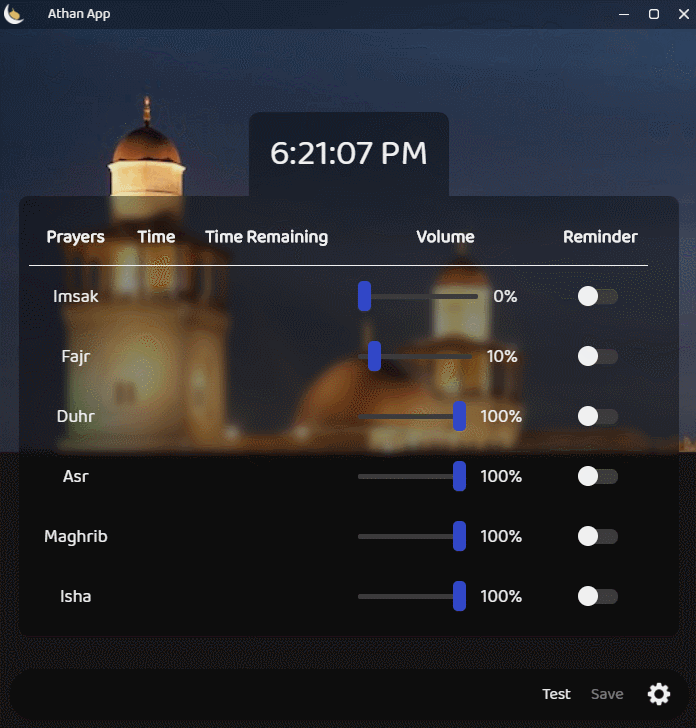 Athan App
6:21:07 PM
Prayers Time Time Remaining Volume Reminder
Imsak 0%
Fajr 10%
Duhr 100%
Asr 100%
Maghrib 100%
Isha 100%
Test Save